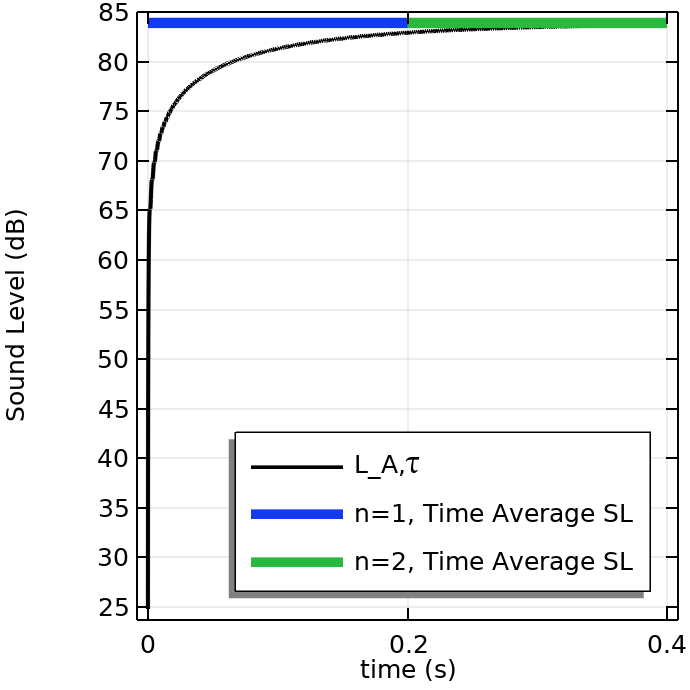 85
80
75
70
65
60
55
50
45
40
35
30
25
Sound Level (dB)
L_A,τ
n=1, Time Average SL
n=2, Time Average SL
0 0.2 0.4
time (s)